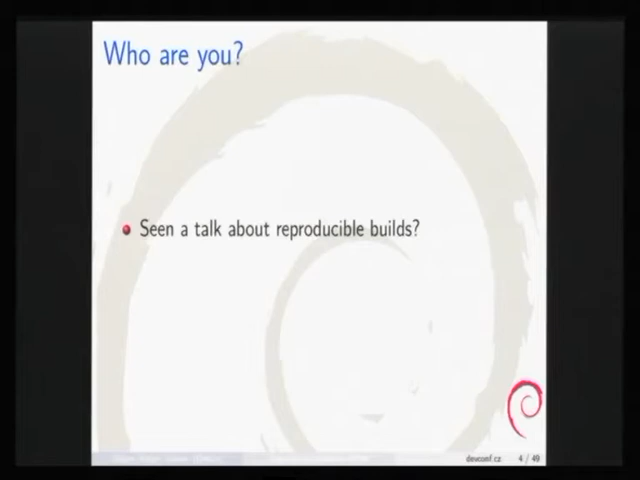 Who are you?
Seen a talk about reproducible builds?
devconf.cz 4 / 49